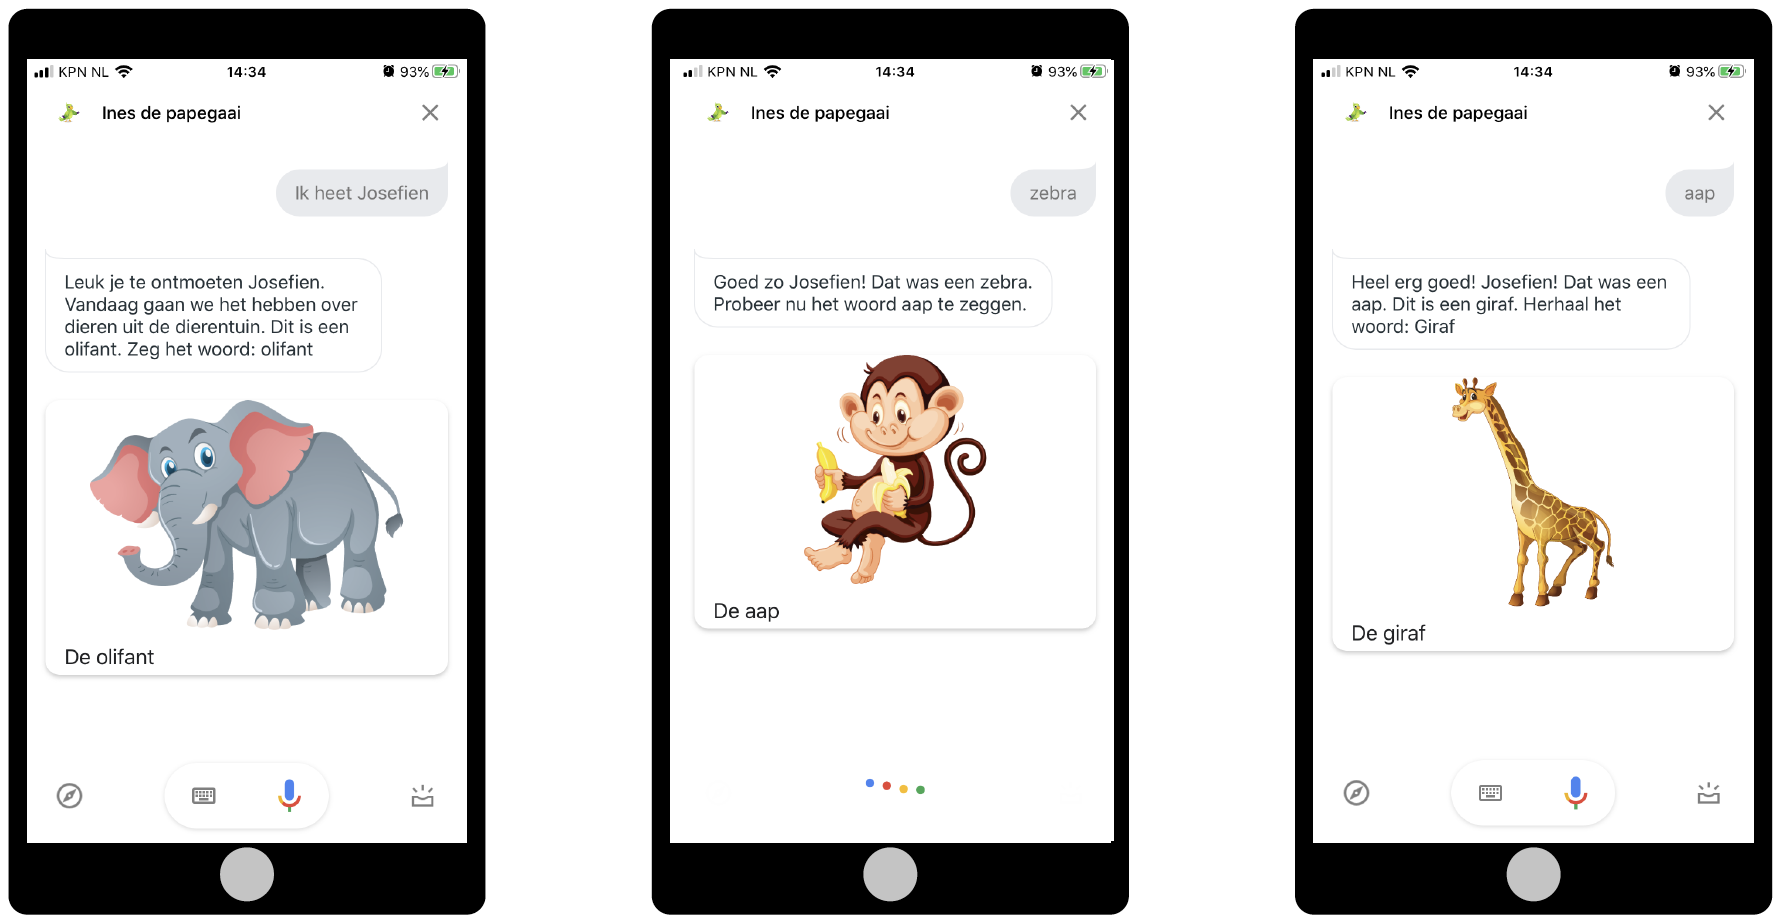 KPN NL 14:34 93%
Ines de papegaai
Ik heet Josefien
Leuk je te ontmoeten Josefien.
Vandaag gaan we het hebben over
dieren uit de dierentuin. Dit is een
olifant. Zeg het woord: olifant
De olifant
KPN NL 14:34 93%
Ines de papegaai
zebra
Goed zo Josefien! Dat was een zebra.
Probeer nu het woord aap te zeggen.
De aap
KPN NL 14:34 93%
Ines de papegaai
aap
Heel erg goed! Josefien! Dat was een
aap. Dit is een giraf. Herhaal het
woord: Giraf
De giraf